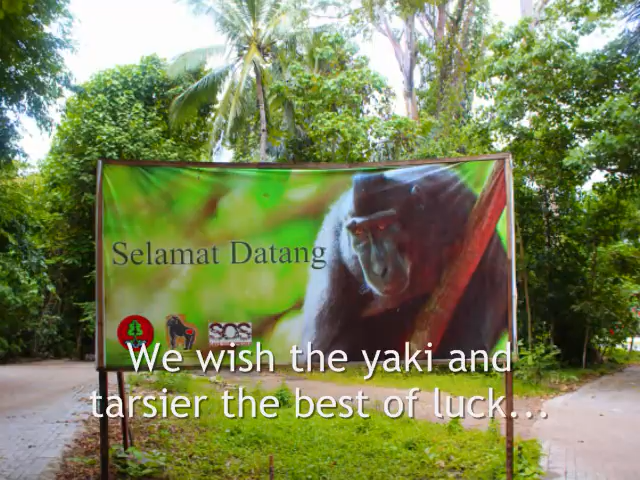 Selamat Datang
SOS
We wish the yaki and
tarsier the best of luck...